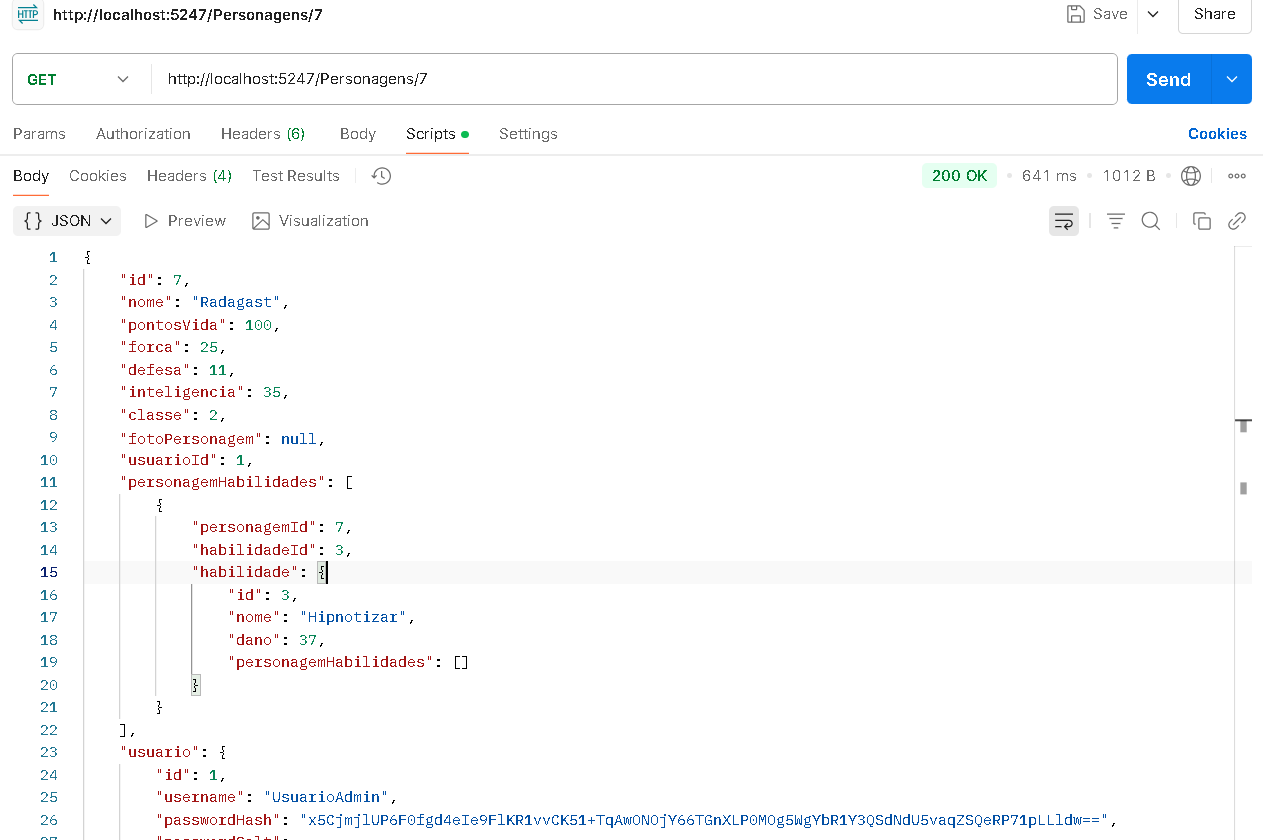 HTTP http://localhost:5247/Personagens/7 Save Share
GET http://localhost:5247/Personagens/7 Send
Params Authorization Headers (6) Body Scripts Settings Cookies
Body Cookies Headers (4) Test Results 200 OK 641 ms 1012 B
{} JSON Preview Visualization
1 {
2 "id": 7,
3 "nome": "Radagast",
4 "pontosVida": 100,
5 "forca": 25,
6 "defesa": 11,
7 "inteligencia": 35,
8 "classe": 2,
9 "fotoPersonagem": null,
10 "usuarioId": 1,
11 "personagemHabilidades": [
12 {
13 "personagemId": 7,
14 "habilidadeId": 3,
15 "habilidade": {
16 "id": 3,
17 "nome": "Hipnotizar",
18 "dano": 37,
19 "personagemHabilidades": []
20 }
21 }
22 ],
23 "usuario": {
24 "id": 1,
25 "username": "UsuarioAdmin",
26 "passwordHash":